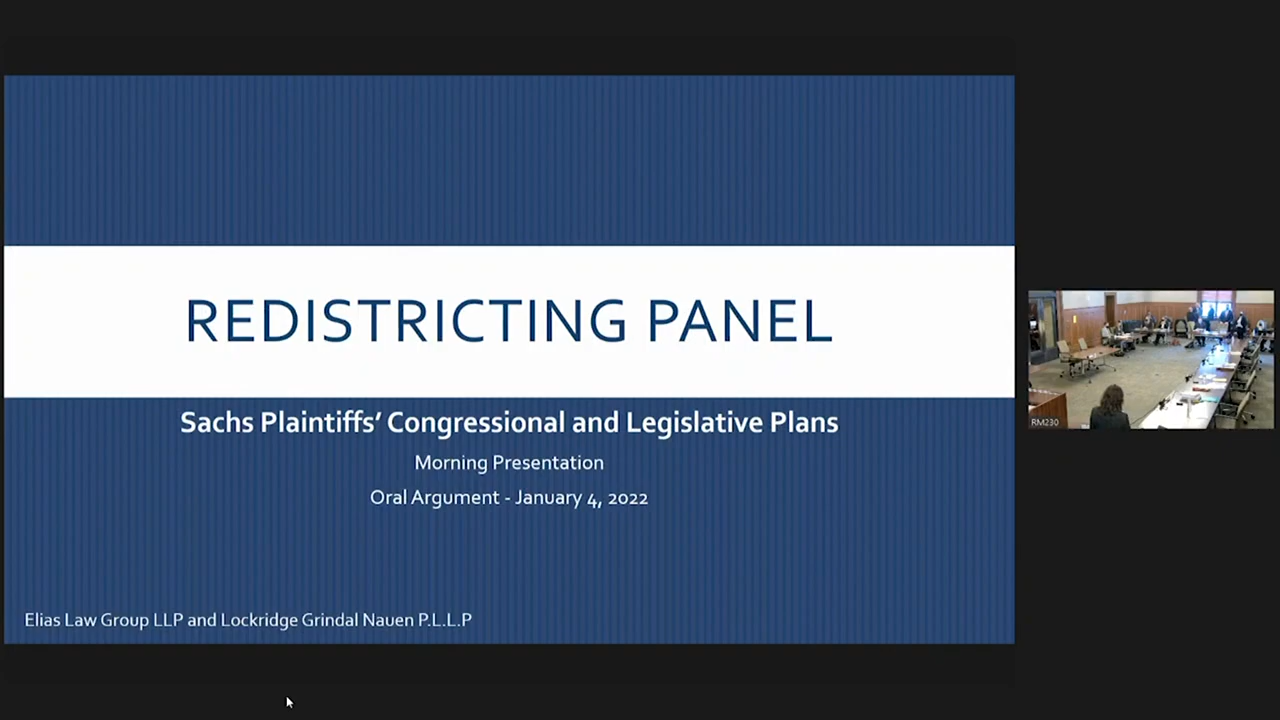 REDISTRICTING PANEL
Sachs Plaintiffs' Congressional and Legislative Plans
Morning Presentation
Oral Argument - January 4, 2022
Elias Law Group LLP and Lockridge Grindal Nauen P.L.L.P
RM230